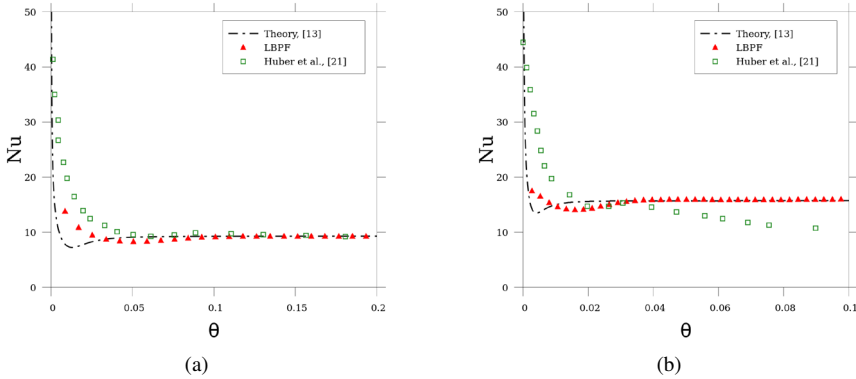 50
40
30
20
10
0
Nu
0
0.05
0.1
0.15
0.2
θ
Theory, [13]
LBPF
Huber et al., [21]
(a)
50
40
30
20
10
0
Nu
0
0.02
0.04
0.06
0.08
0.1
θ
Theory, [13]
LBPF
Huber et al., [21]
(b)